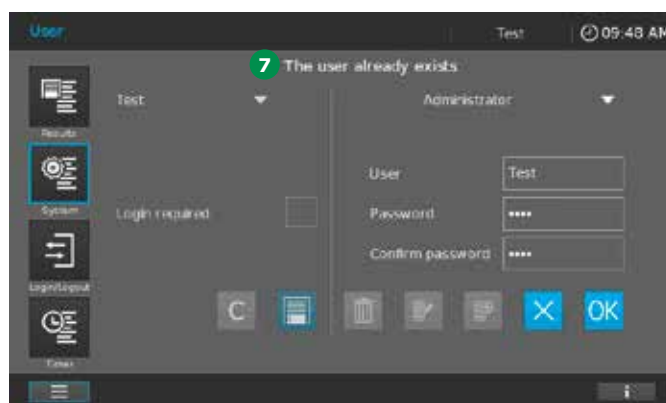 User
Test
09:48 AM
7 The user already exists
Test
Administrator
Results
User
Test
System
Login required
Password
••••
Confirm password
••••
Login/Logout
C
OK
Timer
i